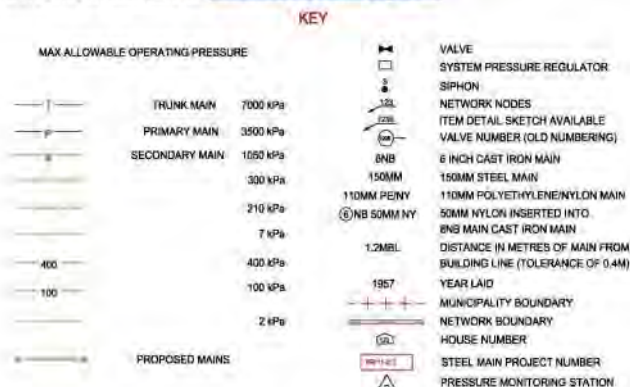 KEY
MAX ALLOWABLE OPERATING PRESSURE
T TRUNK MAIN 7000 kPa
P PRIMARY MAIN 3500 kPa
SECONDARY MAIN 1050 kPa
300 kPa
210 kPa
7 kPa
400 400 kPa
100 100 kPa
2 kPa
PROPOSED MAINS
VALVE
SYSTEM PRESSURE REGULATOR
S SIPHON
123 NETWORK NODES
ITEM DETAIL SKETCH AVAILABLE
VALVE NUMBER (OLD NUMBERING)
6NB 6 INCH CAST IRON MAIN
150MM 150MM STEEL MAIN
110MM PE/NY 110MM POLYETHYLENE/NYLON MAIN
6 NB 50MM NY 50MM NYLON INSERTED INTO
6NB MAIN CAST IRON MAIN
1.2MBL DISTANCE IN METRES OF MAIN FROM
BUILDING LINE (TOLERANCE OF 0.4M)
1957 YEAR LAID
MUNICIPALITY BOUNDARY
NETWORK BOUNDARY
HOUSE NUMBER
STEEL MAIN PROJECT NUMBER
PRESSURE MONITORING STATION